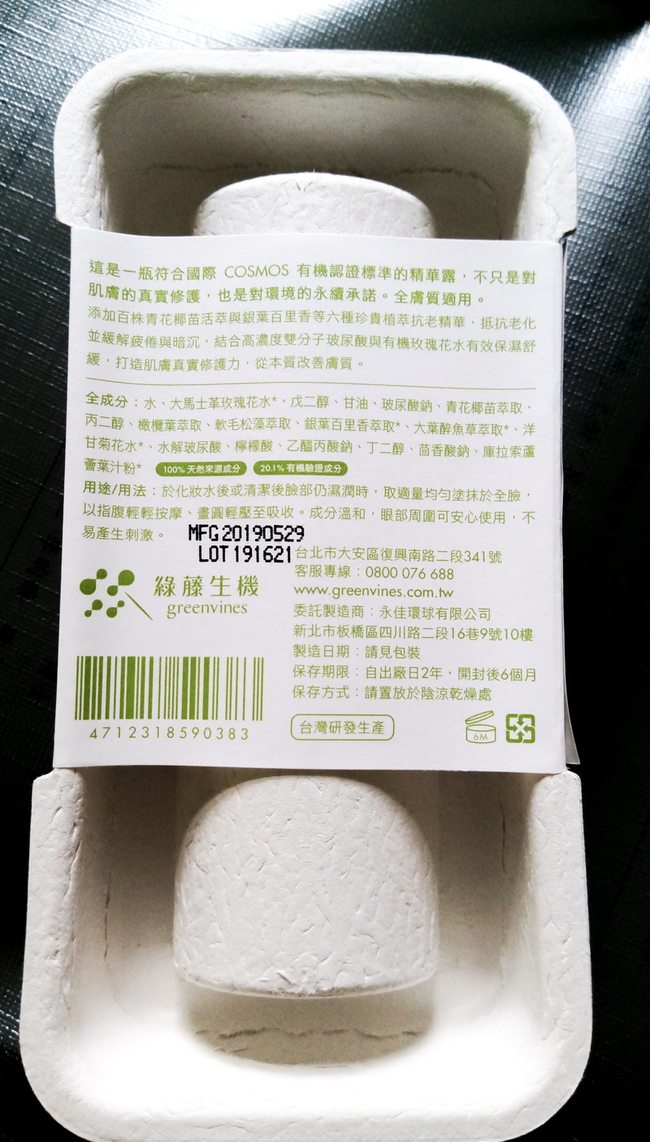 這是一瓶符合國際 COSMOS 有機認證標準的精華露，不只是對
肌膚的真實修護，也是對環境的永續承諾。全膚質適用。
添加百株青花椰苗活萃與銀葉百里香等六種珍貴植萃抗老精華，抵抗老化
並緩解疲倦與暗沉，結合高濃度雙分子玻尿酸與有機玫瑰花水有效保濕舒
緩，打造肌膚真實修護力，從本質改善膚質。
全成分：水、大馬士革玫瑰花水*、戊二醇、甘油、玻尿酸鈉、青花椰苗萃取、
丙二醇、橄欖葉萃取、軟毛松藻萃取、銀葉百里香萃取*、大葉醉魚草萃取*、洋
甘菊花水*、水解玻尿酸、檸檬酸、乙醯丙酸鈉、丁二醇、茴香酸鈉、庫拉索蘆
薈葉汁粉* 100% 天然來源成分 20.1% 有機驗證成分
用途/用法：於化妝水後或清潔後臉部仍濕潤時，取適量均勻塗抹於全臉，
以指腹輕輕按摩、畫圓輕壓至吸收。成分溫和，眼部周圍可安心使用，不
易產生刺激。 MFG 20190529
LOT 191621
台北市大安區復興南路二段341號
客服專線：0800 076 688
綠藤生機
greenvines
www.greenvines.com.tw
委託製造商：永佳環球有限公司
新北市板橋區四川路二段16巷9號10樓
製造日期：請見包裝
保存期限：自出廠日2年，開封後6個月
保存方式：請置放於陰涼乾燥處
4712318590383
台灣研發生產
6M